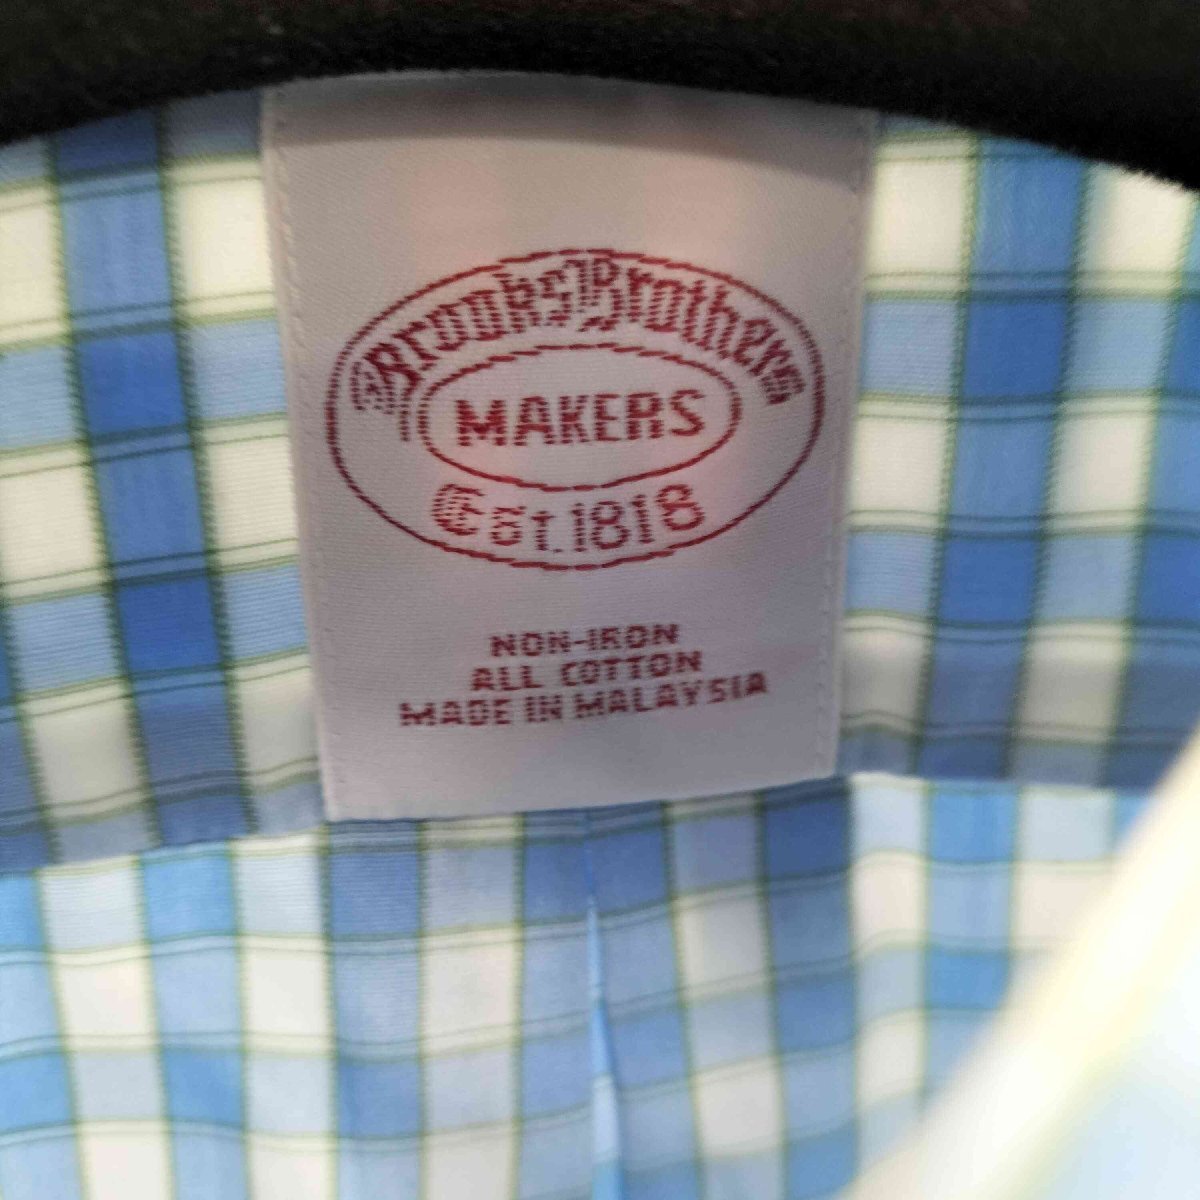 Brooks Brothers
MAKERS
Est.1818
NON-IRON
ALL COTTON
MADE IN MALAYSIA